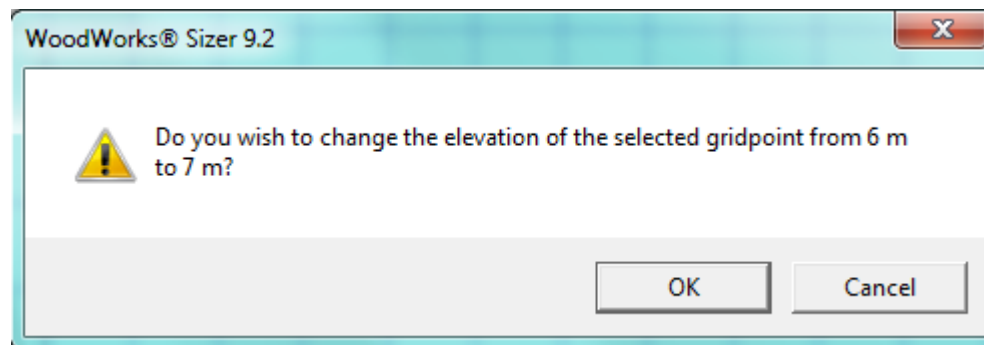 WoodWorks® Sizer 9.2
Do you wish to change the elevation of the selected gridpoint from 6 m
to 7 m?
OK
Cancel